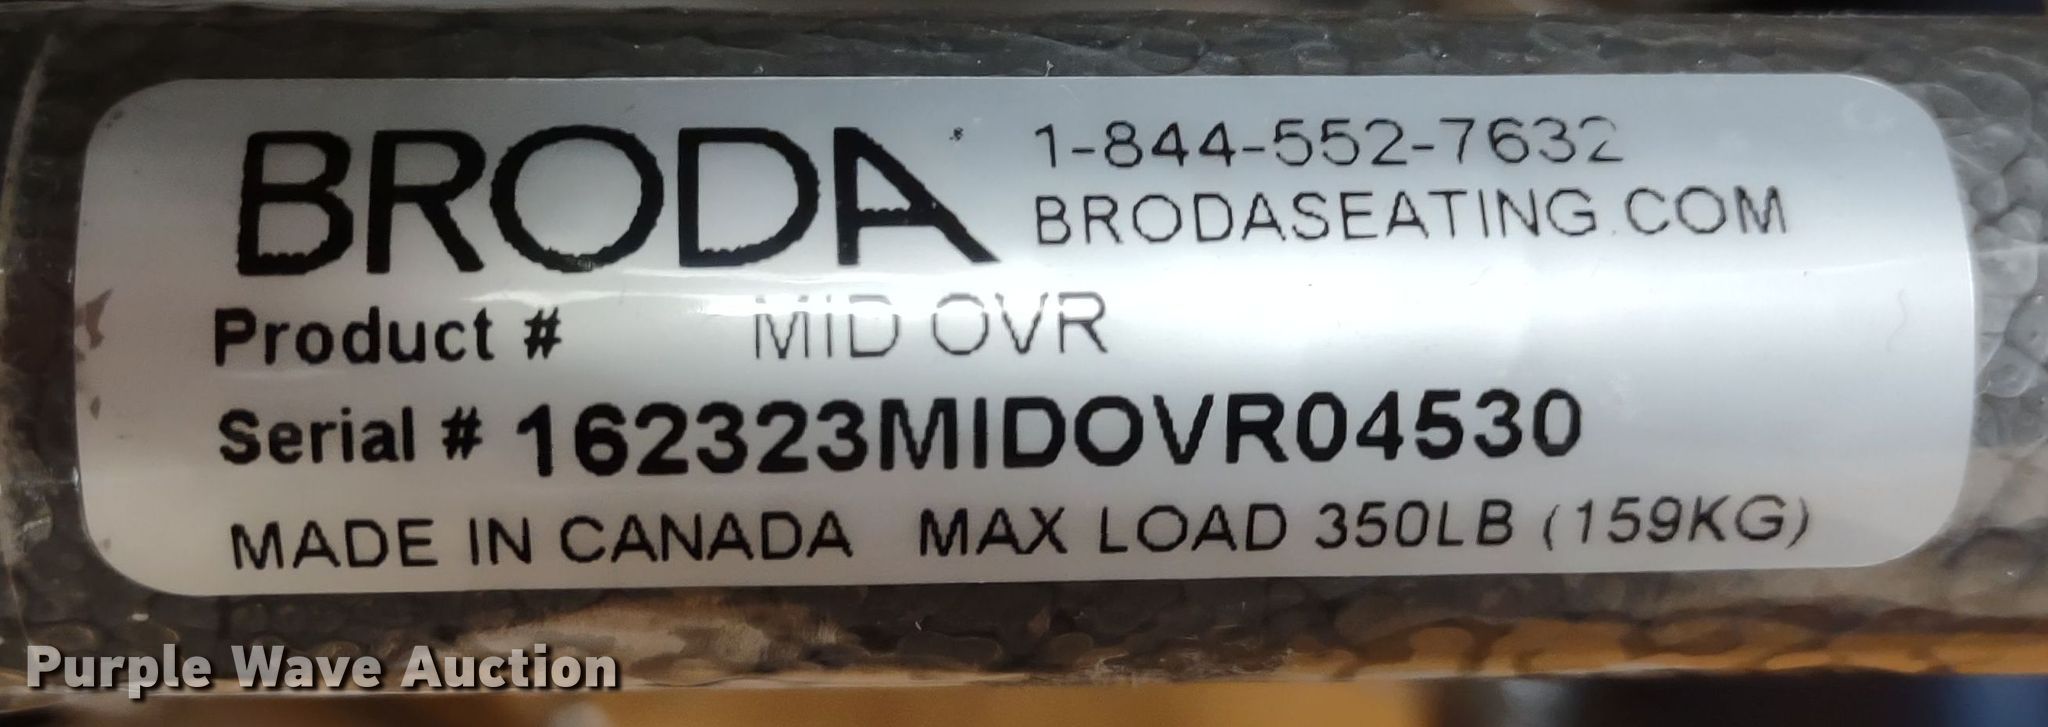 BRODA
1-844-552-7632
BRODASEATING.COM
Product # MID OVR
Serial # 162323MIDOVR04530
MADE IN CANADA MAX LOAD 350LB (159KG)
Purple Wave Auction